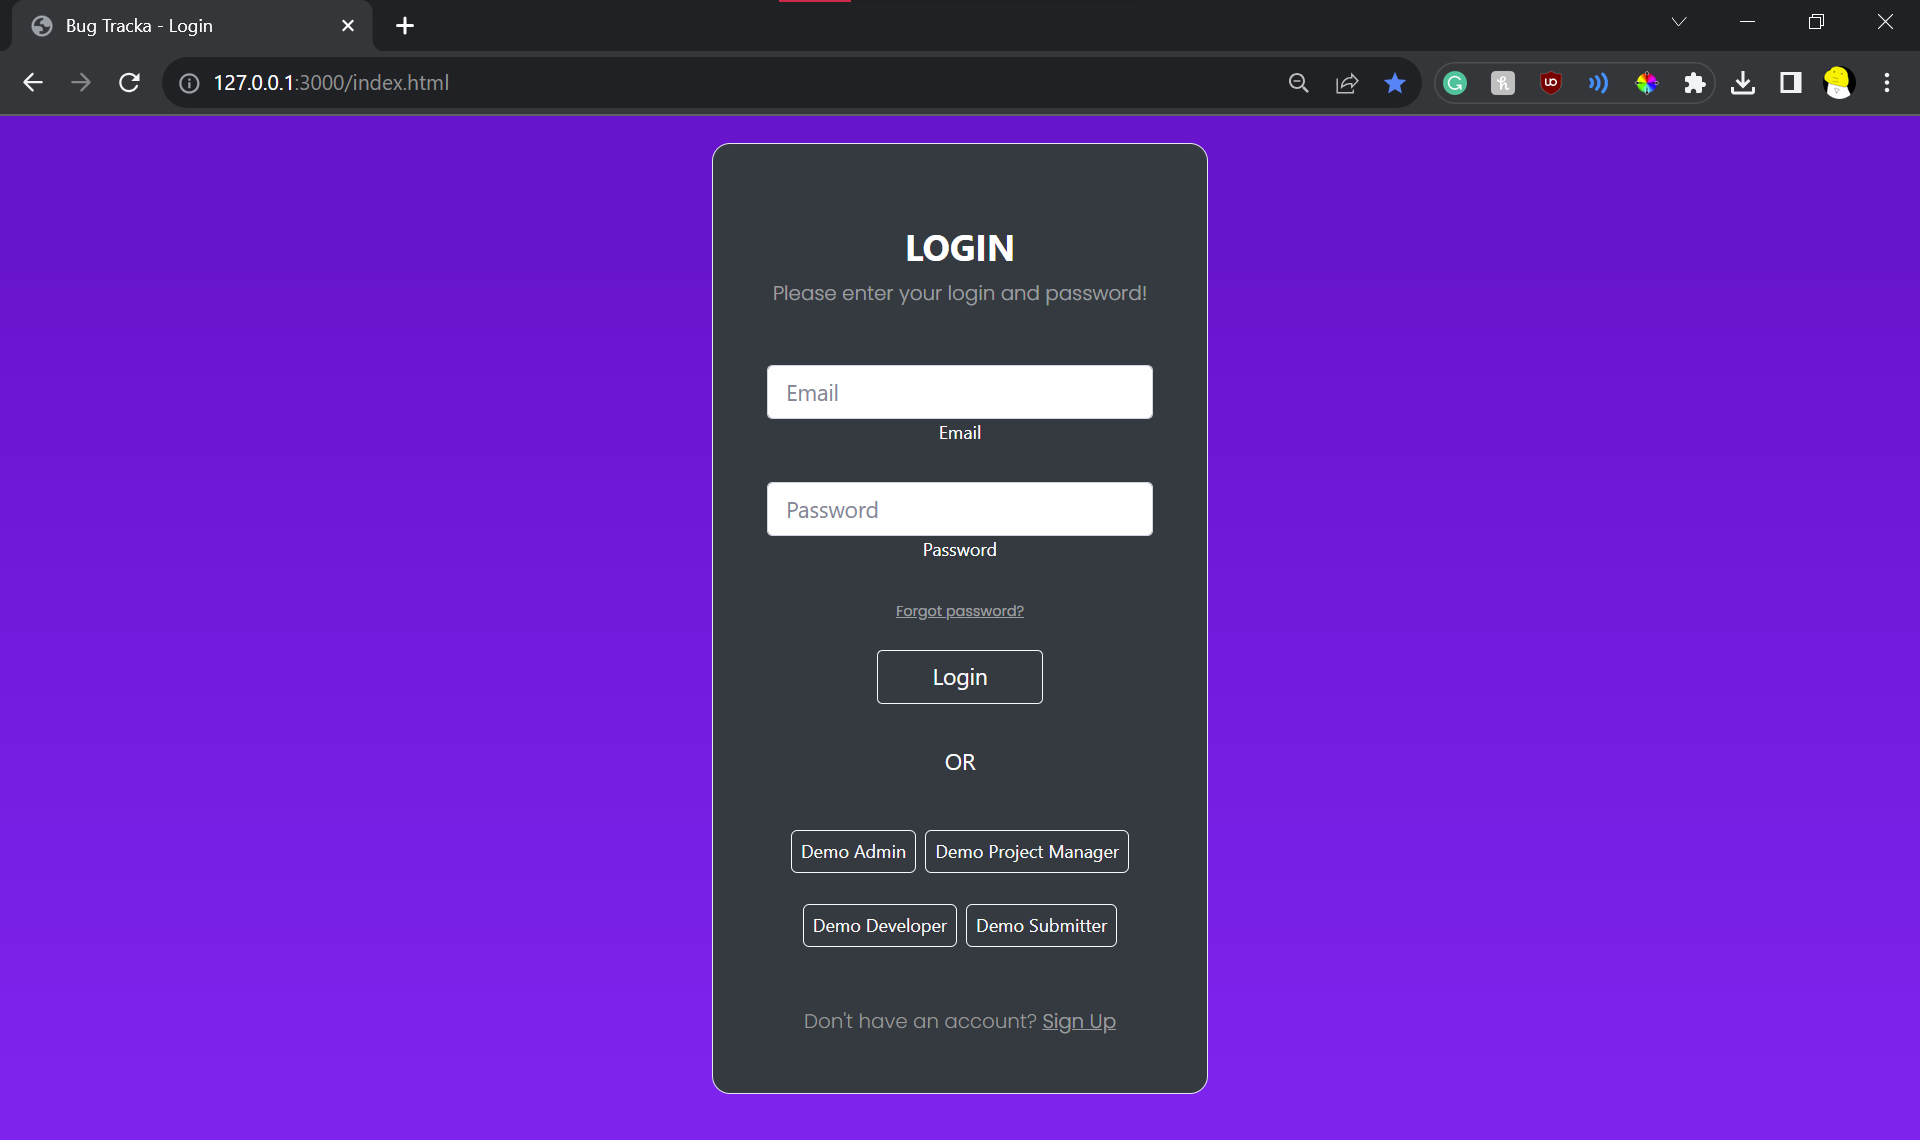 Bug Tracka - Login
127.0.0.1:3000/index.html
LOGIN
Please enter your login and password!
Email
Email
Password
Password
Forgot password?
Login
OR
Demo Admin Demo Project Manager
Demo Developer Demo Submitter
Don't have an account? Sign Up